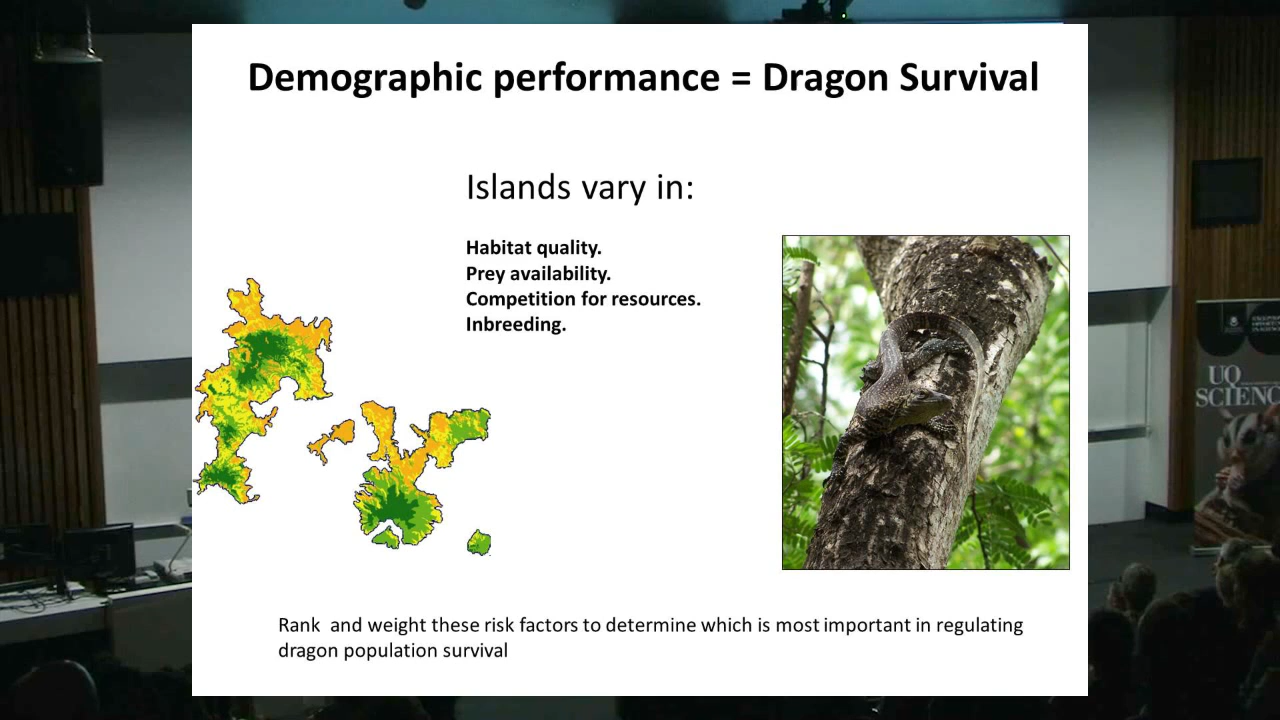 Demographic performance = Dragon Survival
Islands vary in:
Habitat quality.
Prey availability.
Competition for resources.
Inbreeding.
Rank and weight these risk factors to determine which is most important in regulating
dragon population survival
UQ
SCIENC